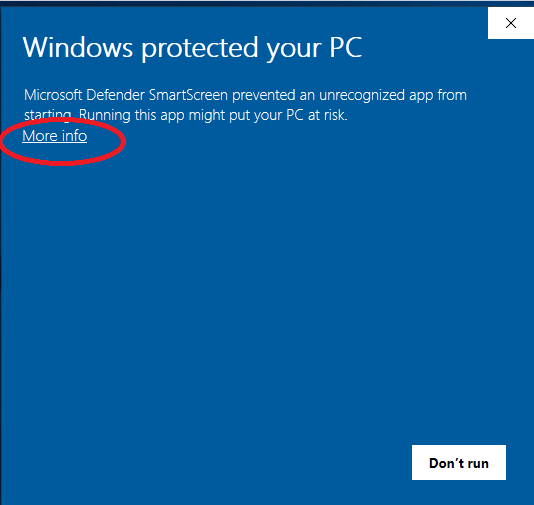 Windows protected your PC
Microsoft Defender SmartScreen prevented an unrecognized app from
starting. Running this app might put your PC at risk.
More info
Don't run